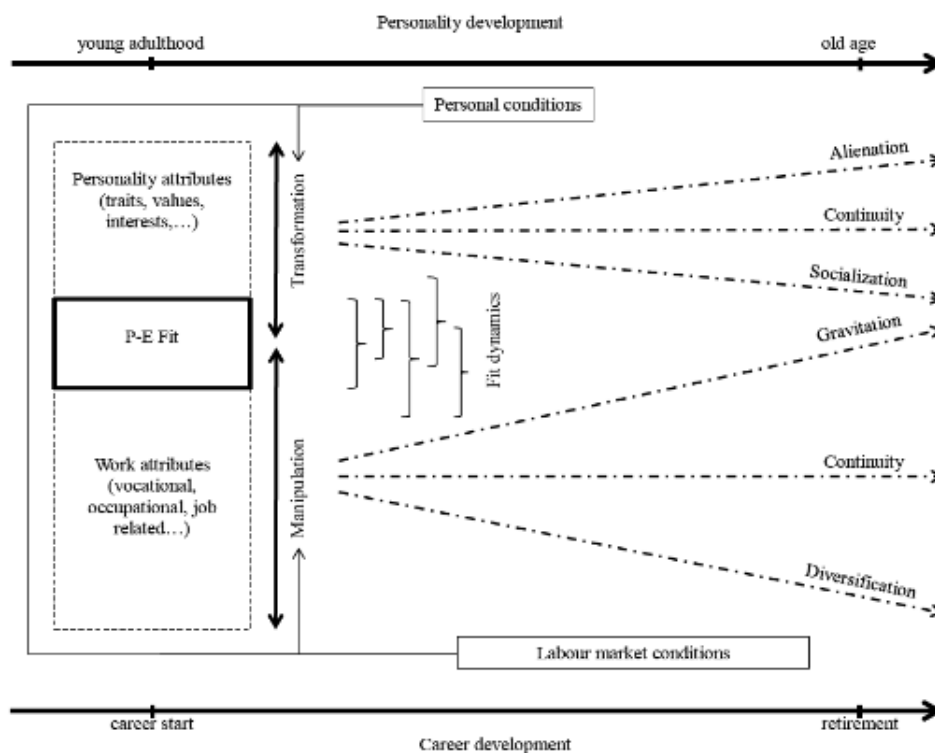 Personality development
young adulthood
old age
Personal conditions
Personality attributes
(traits, values,
interests,…)
Transformation
Alienation
Continuity
Socialization
P-E Fit
Fit dynamics
Gravitation
Work attributes
(vocational,
occupational, job
related…)
Manipulation
Continuity
Diversification
Labour market conditions
career start
retirement
Career development